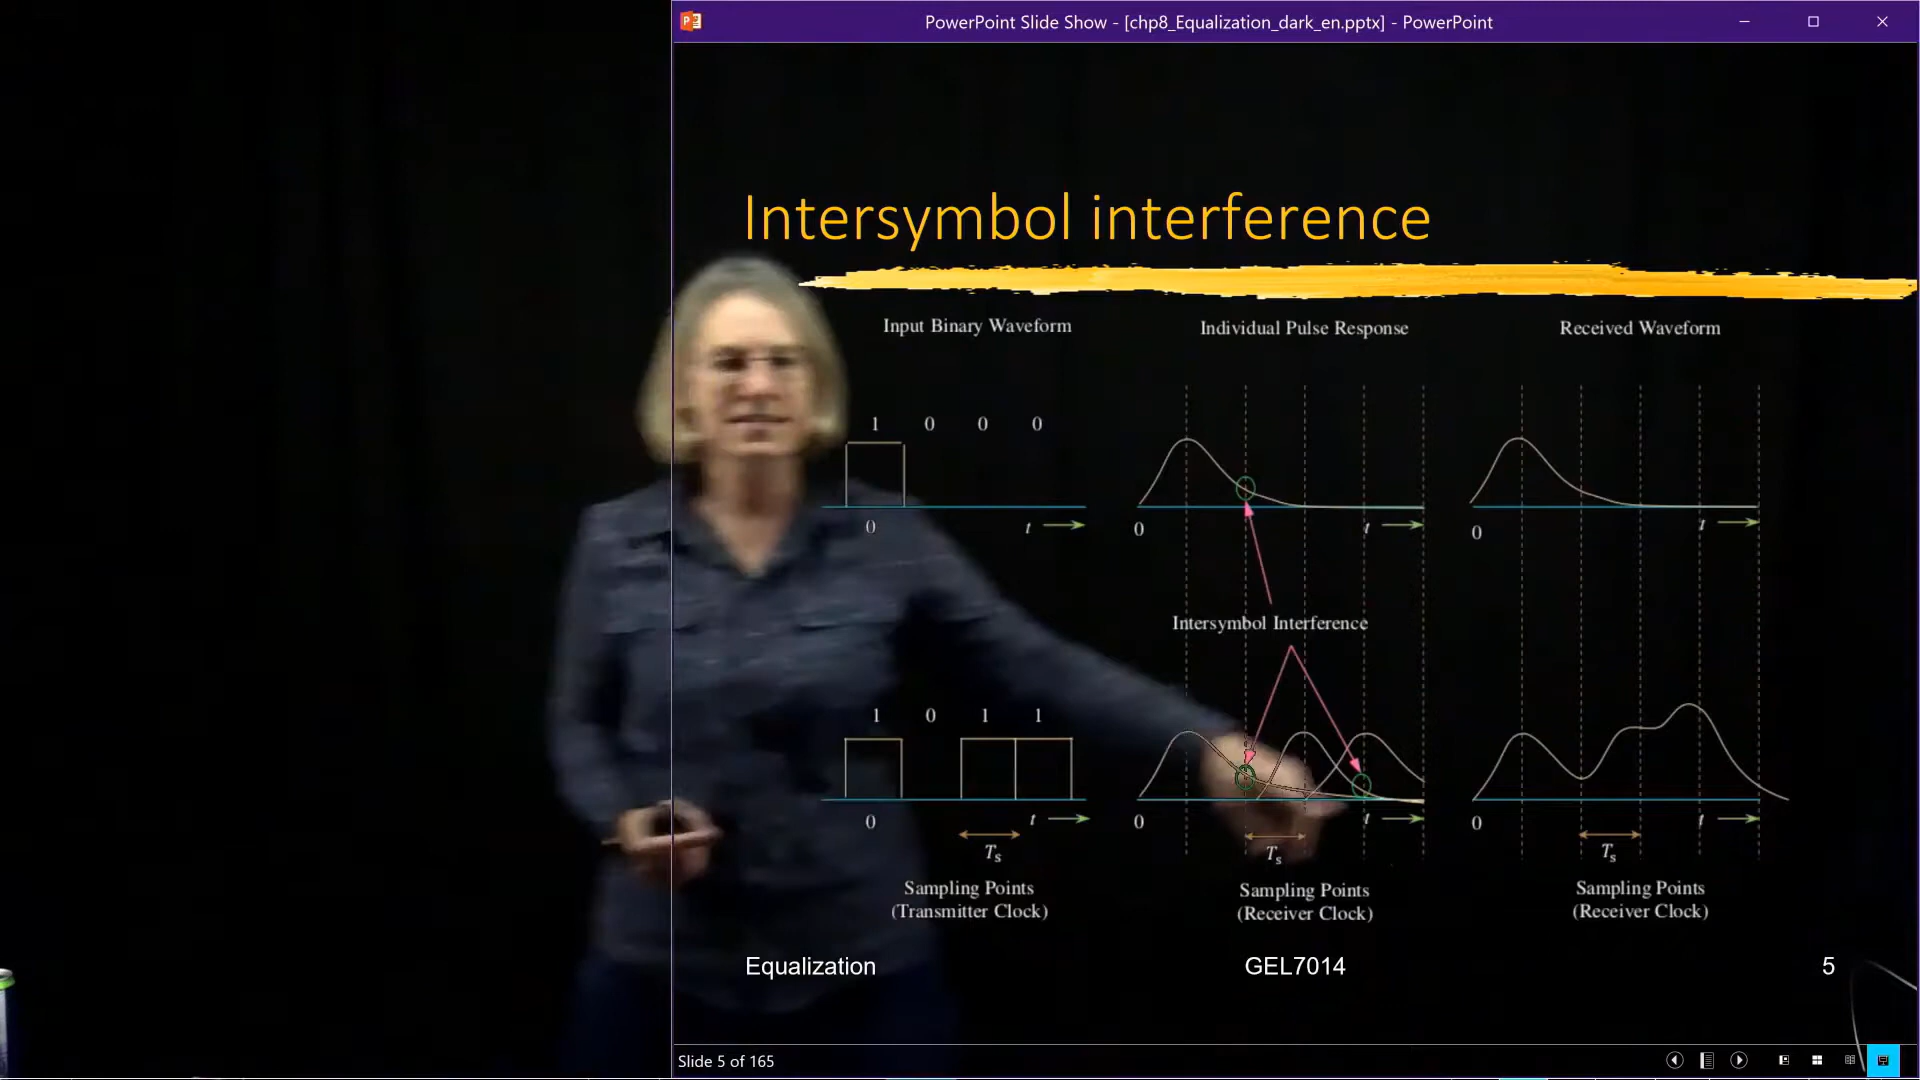 PowerPoint Slide Show - [chp8_Equalization_dark_en.pptx] - PowerPoint
Intersymbol interference
Input Binary Waveform
Individual Pulse Response
Received Waveform
1 0 0 0
0
t
0
t
0
t
Intersymbol Interference
1 0 1 1
0
t
0
t
0
t
Ts
Ts
Ts
Sampling Points
(Transmitter Clock)
Sampling Points
(Receiver Clock)
Sampling Points
(Receiver Clock)
Equalization
GEL7014
5
Slide 5 of 165